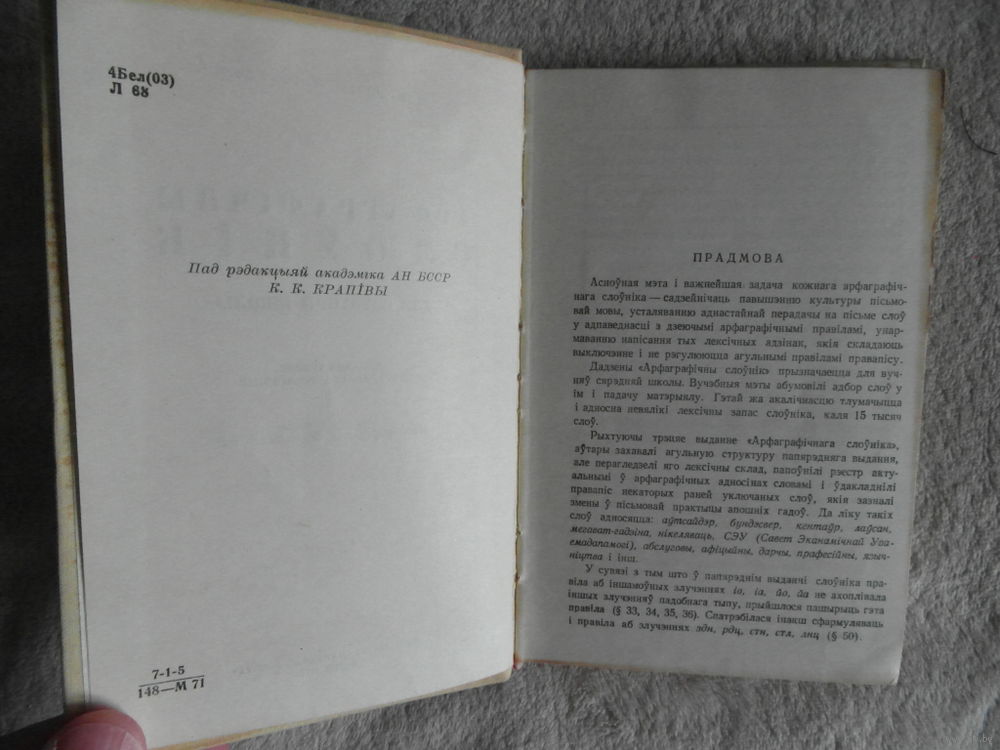 4Бел(03)
Л 68
Пад рэдакцыяй акадэміка АН БССР
К. К. КРАПІВЫ
7-1-5
148—М 71
ПРАДМОВА
Асноўная мэта і важнейшая задача кожнага арфаграфіч-
нага слоўніка — садзейнічаць павышэнню культуры пісьмо-
вай мовы, усталяванню аднастайнай перадачы на пісьме слоў
у адпаведнасці з дзеючымі арфаграфічнымі правіламі, унар-
маванню напісання тых лексічных адзінак, якія складаюць
выключэнне і не рэгулююцца агульнымі правіламі правапісу.
Дадзены «Арфаграфічны слоўнік» прызначаецца для вуч-
няў сярэдняй школы. Вучэбныя мэты абумовілі адбор слоў у
ім і падачу матэрыялу. Гэтай жа акалічнасцю тлумачыцца
і адносна невялікі лексічны запас слоўніка, каля 15 тысяч
слоў.
Рыхтуючы трэцяе выданне «Арфаграфічнага слоўніка»,
аўтары захавалі агульную структуру папярэдняга выдання,
але перагледзелі яго лексічны склад, папоўнілі рэестр акту-
альнымі ў арфаграфічных адносінах словамі і ўдакладнілі
правапіс некаторых раней уключаных слоў, якія зазналі
змены ў пісьмовай практыцы апошніх гадоў. Да ліку такіх
слоў адносяцца: аўтсайдэр, бундэсвер, кентаўр, лаўсан,
мегават-гадзіна, нікеляваць, СЭУ (Савет Эканамічнай Уза-
емадапамогі), абслуговы, афіцыйны, дарчы, прафесійны, языч-
ніцтва і інш.
У сувязі з тым што ў папярэднім выданні слоўніка пра-
віла аб іншамоўных злучэннях іо, іа, йо, йа не ахоплівала
іншых злучэнняў падобнага тыпу, прыйшлося пашырыць гэта
правіла (§ 33, 34, 35, 36). Спатрэбілася інакш сфармуляваць
і правіла аб злучэннях здн, рдц, стн, стл, лнц (§ 50).